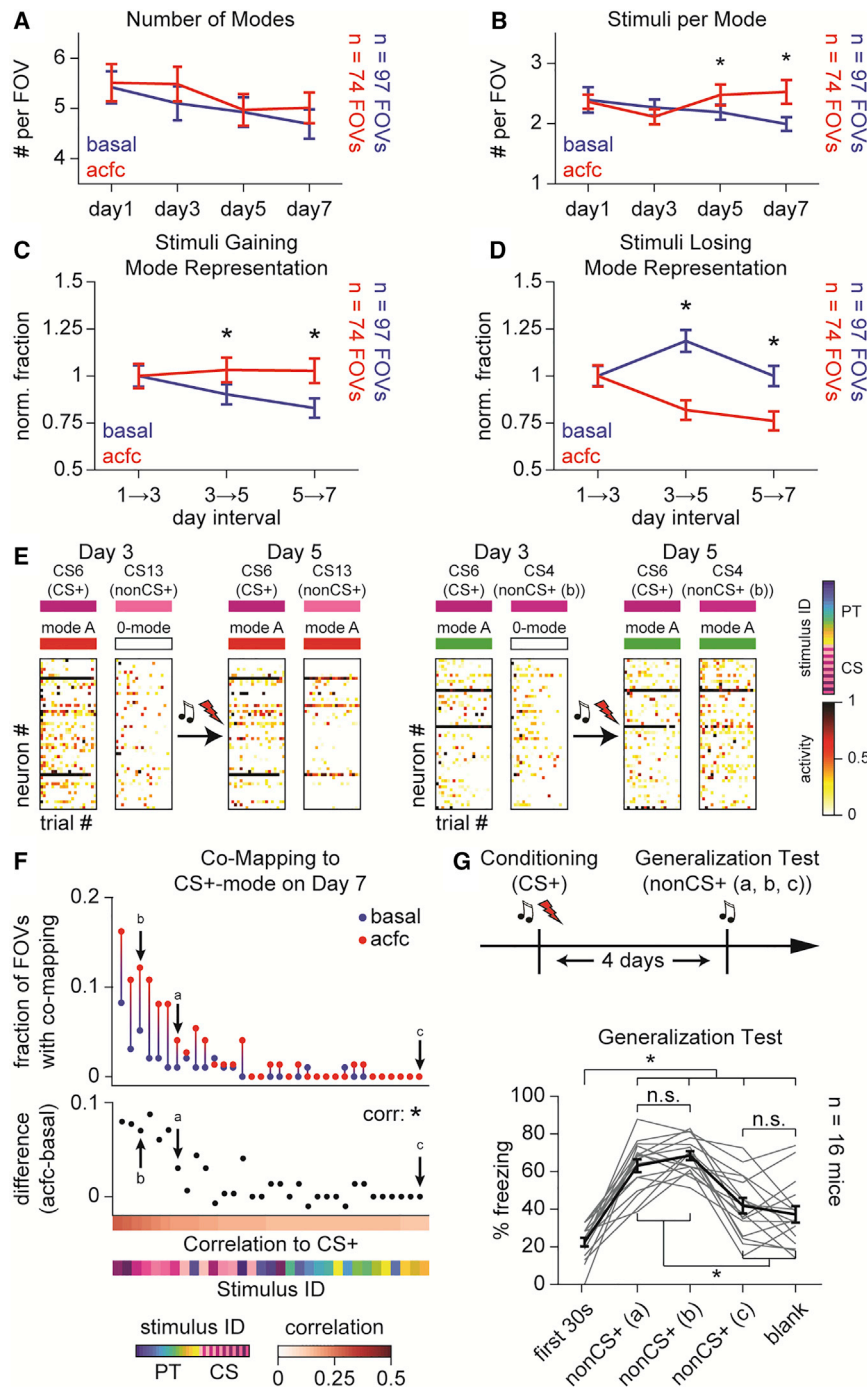 A
Number of Modes
# per FOV
6
5
4
basal
acfc
day1 day3 day5 day7
n = 74 FOVs
n = 97 FOVs
B
Stimuli per Mode
# per FOV
3
2
1
* *
basal
acfc
day1 day3 day5 day7
n = 74 FOVs
n = 97 FOVs
C
Stimuli Gaining
Mode Representation
norm. fraction
1.5
1.25
1
0.75
0.5
* *
basal
acfc
1→3 3→5 5→7
day interval
n = 74 FOVs
n = 97 FOVs
D
Stimuli Losing
Mode Representation
norm. fraction
1.5
1.25
1
0.75
0.5
* *
basal
acfc
1→3 3→5 5→7
day interval
n = 74 FOVs
n = 97 FOVs
E
Day 3 Day 5 Day 3 Day 5
CS6 CS13 CS6 CS13 CS6 CS4 CS6 CS4
(CS+) (nonCS+) (CS+) (nonCS+) (CS+) (nonCS+ (b)) (CS+) (nonCS+ (b))
mode A 0-mode mode A mode A mode A 0-mode mode A mode A
neuron #
trial #
neuron #
trial #
stimulus ID
PT
CS
activity
1
0.5
0
F
Co-Mapping to
CS+-mode on Day 7
fraction of FOVs
with co-mapping
0.2
0.1
0
basal
acfc
b
a
c
difference
(acfc-basal)
0.1
0
corr: *
b
a
c
Correlation to CS+
Stimulus ID
stimulus ID
PT CS
correlation
0 0.25 0.5
G
Conditioning
(CS+)
Generalization Test
(nonCS+ (a, b, c))
4 days
Generalization Test
*
n.s.
n.s.
*
% freezing
100
80
60
40
20
0
first 30s
nonCS+ (a)
nonCS+ (b)
nonCS+ (c)
blank
n = 16 mice